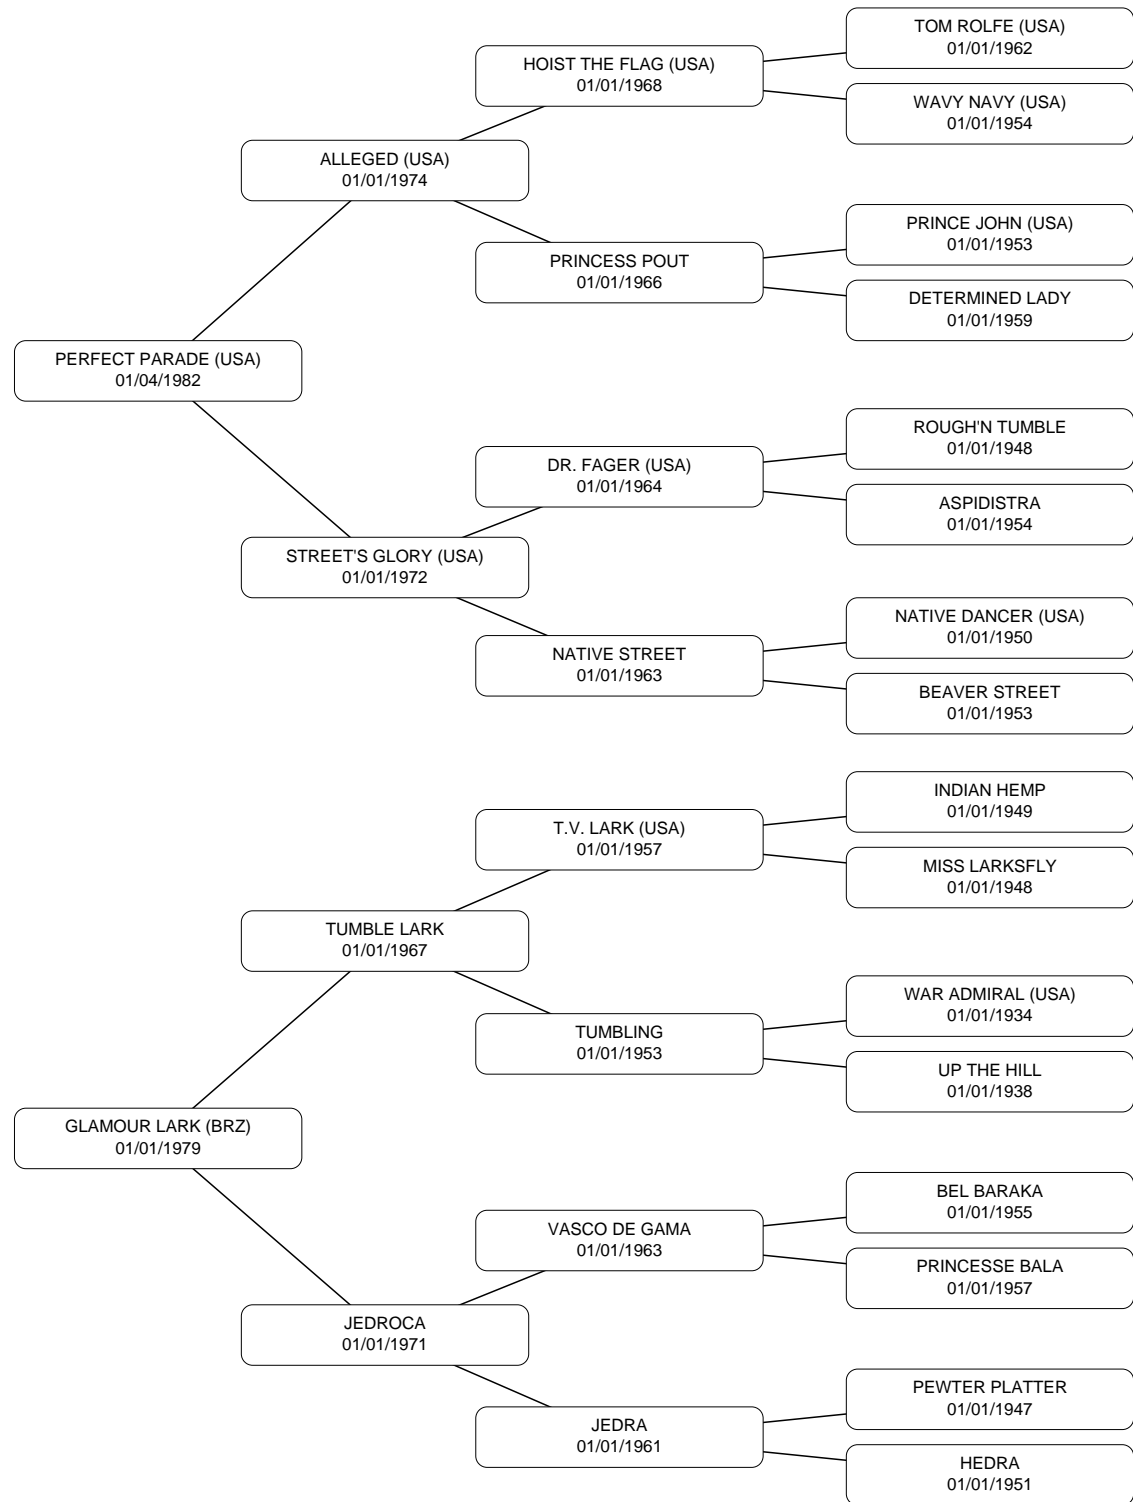 TOM ROLFE (USA)
01/01/1962
HOIST THE FLAG (USA)
01/01/1968
WAVY NAVY (USA)
01/01/1954
ALLEGED (USA)
01/01/1974
PRINCE JOHN (USA)
01/01/1953
PRINCESS POUT
01/01/1966
DETERMINED LADY
01/01/1959
PERFECT PARADE (USA)
01/04/1982
ROUGH'N TUMBLE
01/01/1948
DR. FAGER (USA)
01/01/1964
ASPIDISTRA
01/01/1954
STREET'S GLORY (USA)
01/01/1972
NATIVE DANCER (USA)
01/01/1950
NATIVE STREET
01/01/1963
BEAVER STREET
01/01/1953
INDIAN HEMP
01/01/1949
T.V. LARK (USA)
01/01/1957
MISS LARKSFLY
01/01/1948
TUMBLE LARK
01/01/1967
WAR ADMIRAL (USA)
01/01/1934
TUMBLING
01/01/1953
UP THE HILL
01/01/1938
GLAMOUR LARK (BRZ)
01/01/1979
BEL BARAKA
01/01/1955
VASCO DE GAMA
01/01/1963
PRINCESSE BALA
01/01/1957
JEDROCA
01/01/1971
PEWTER PLATTER
01/01/1947
JEDRA
01/01/1961
HEDRA
01/01/1951